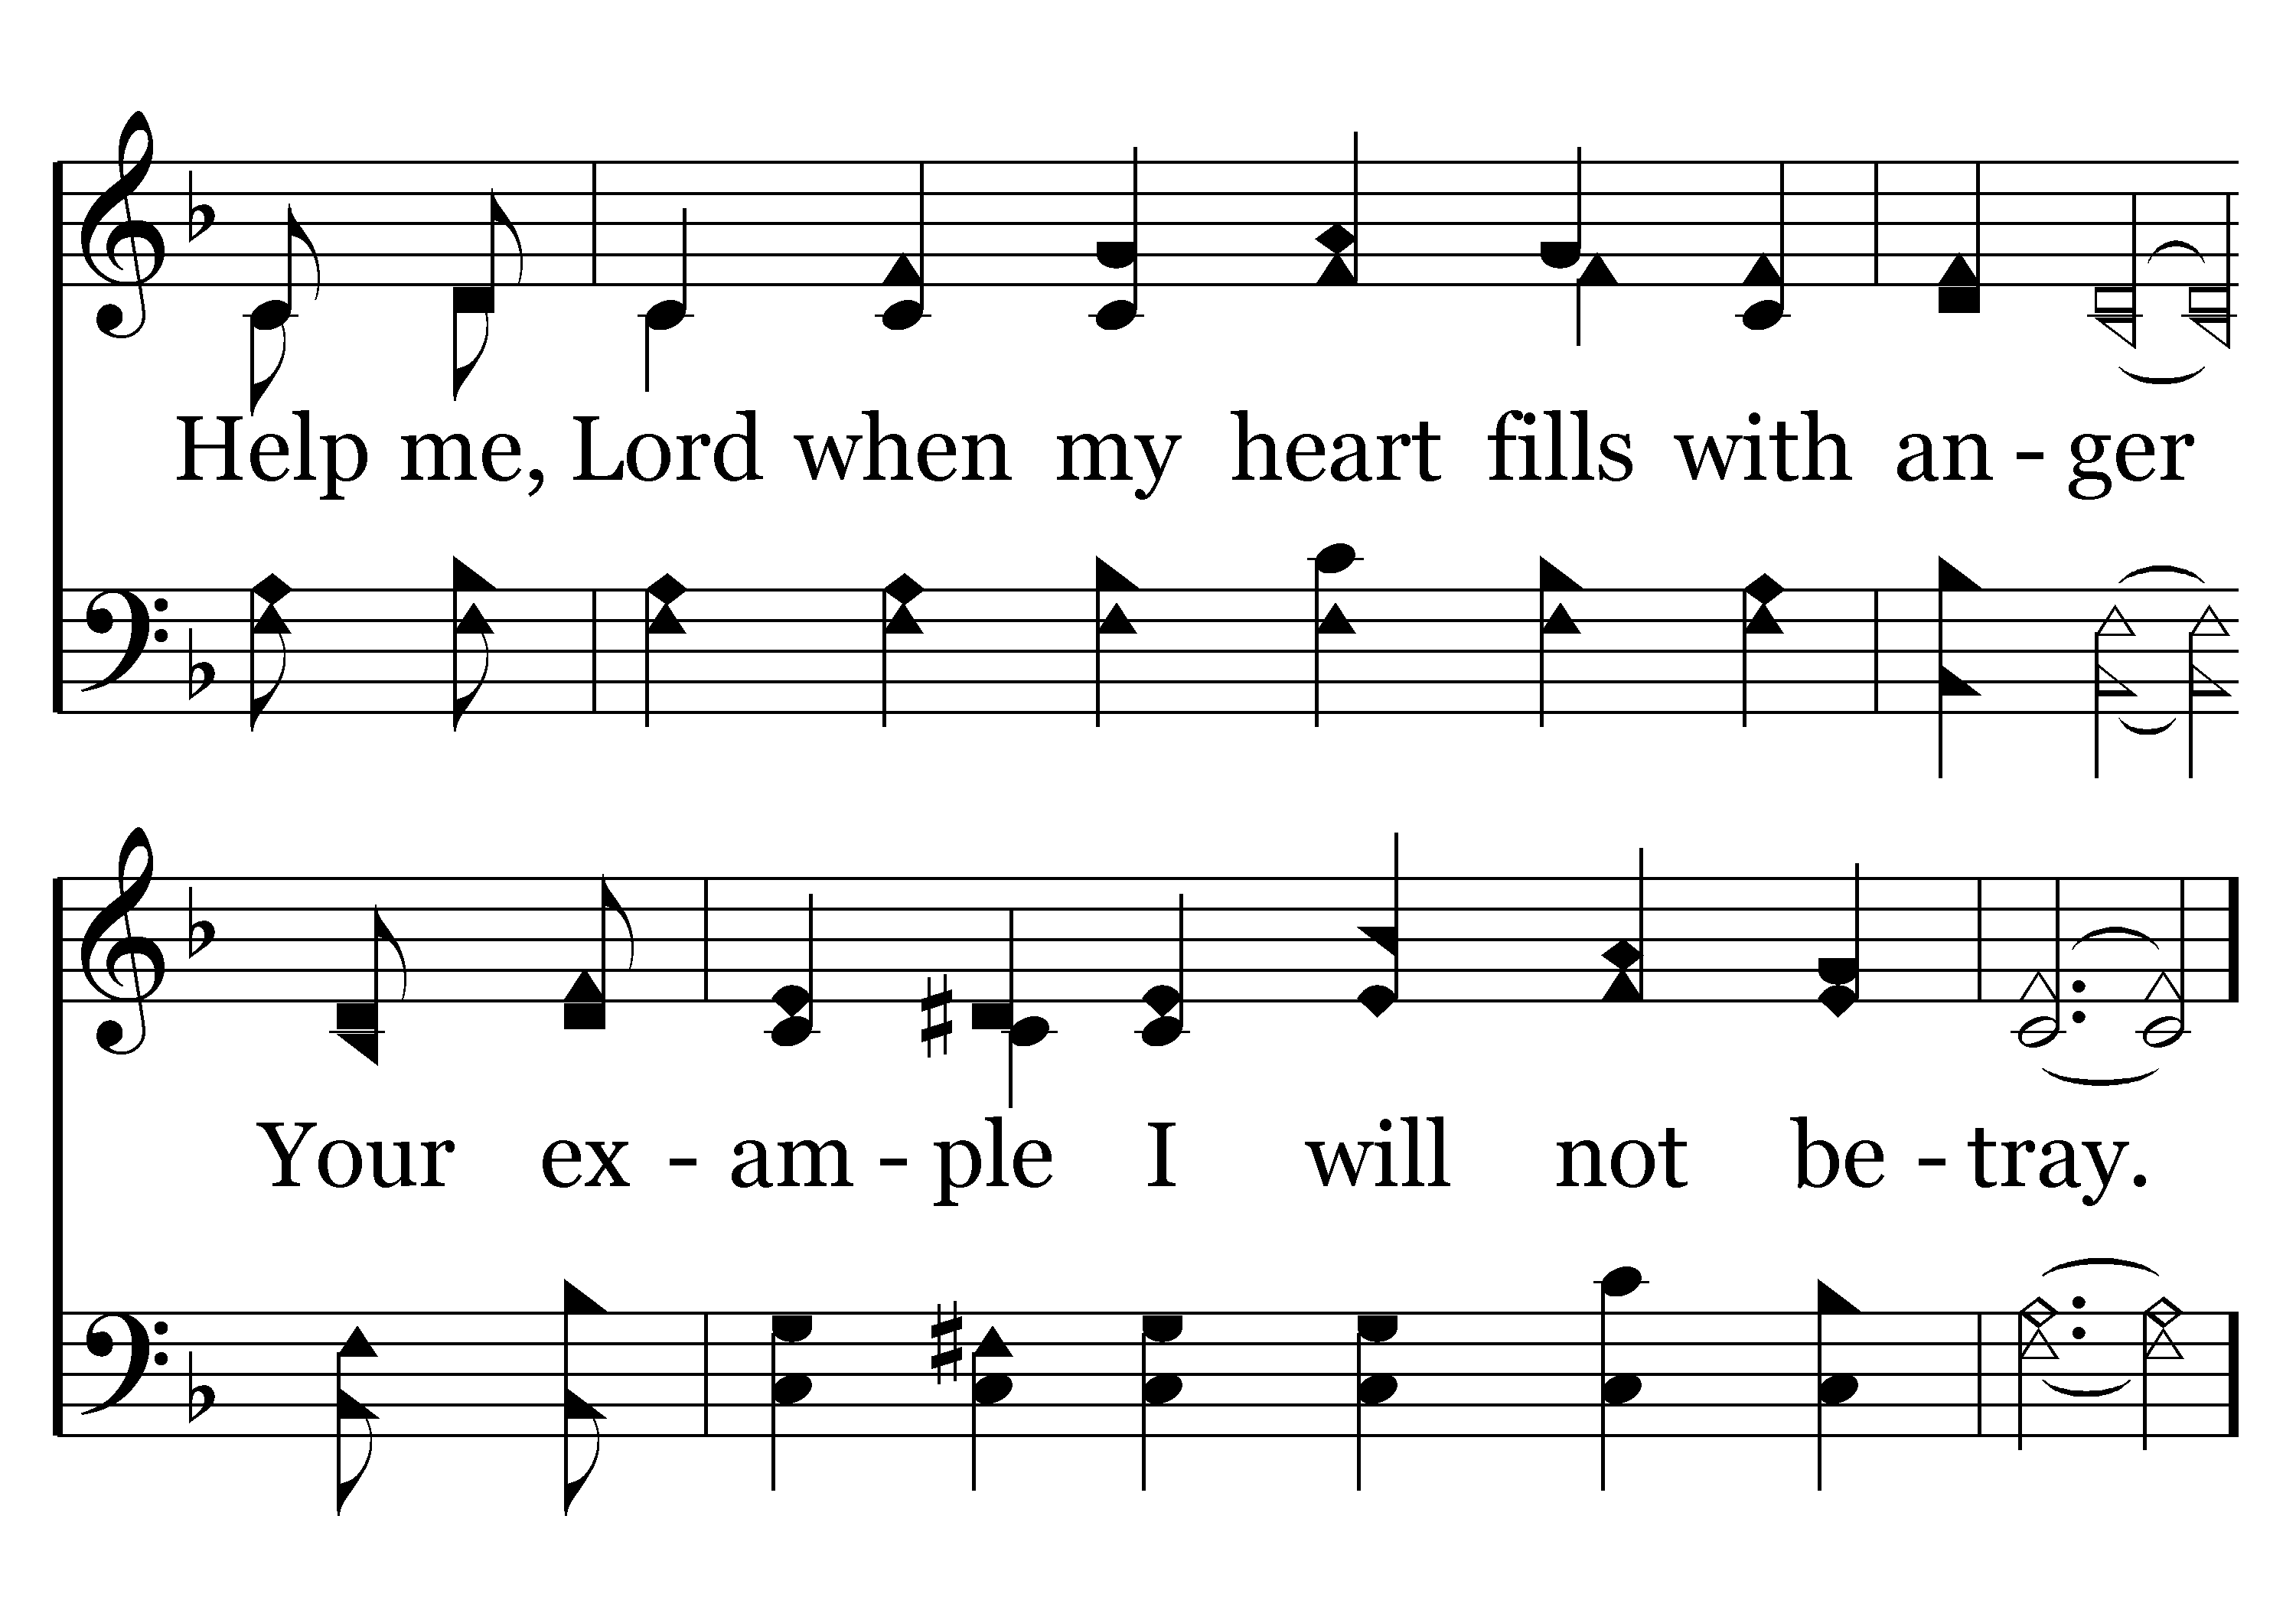 Help me, Lord when my heart fills with an - ger
Your ex - am - ple I will not be - tray.